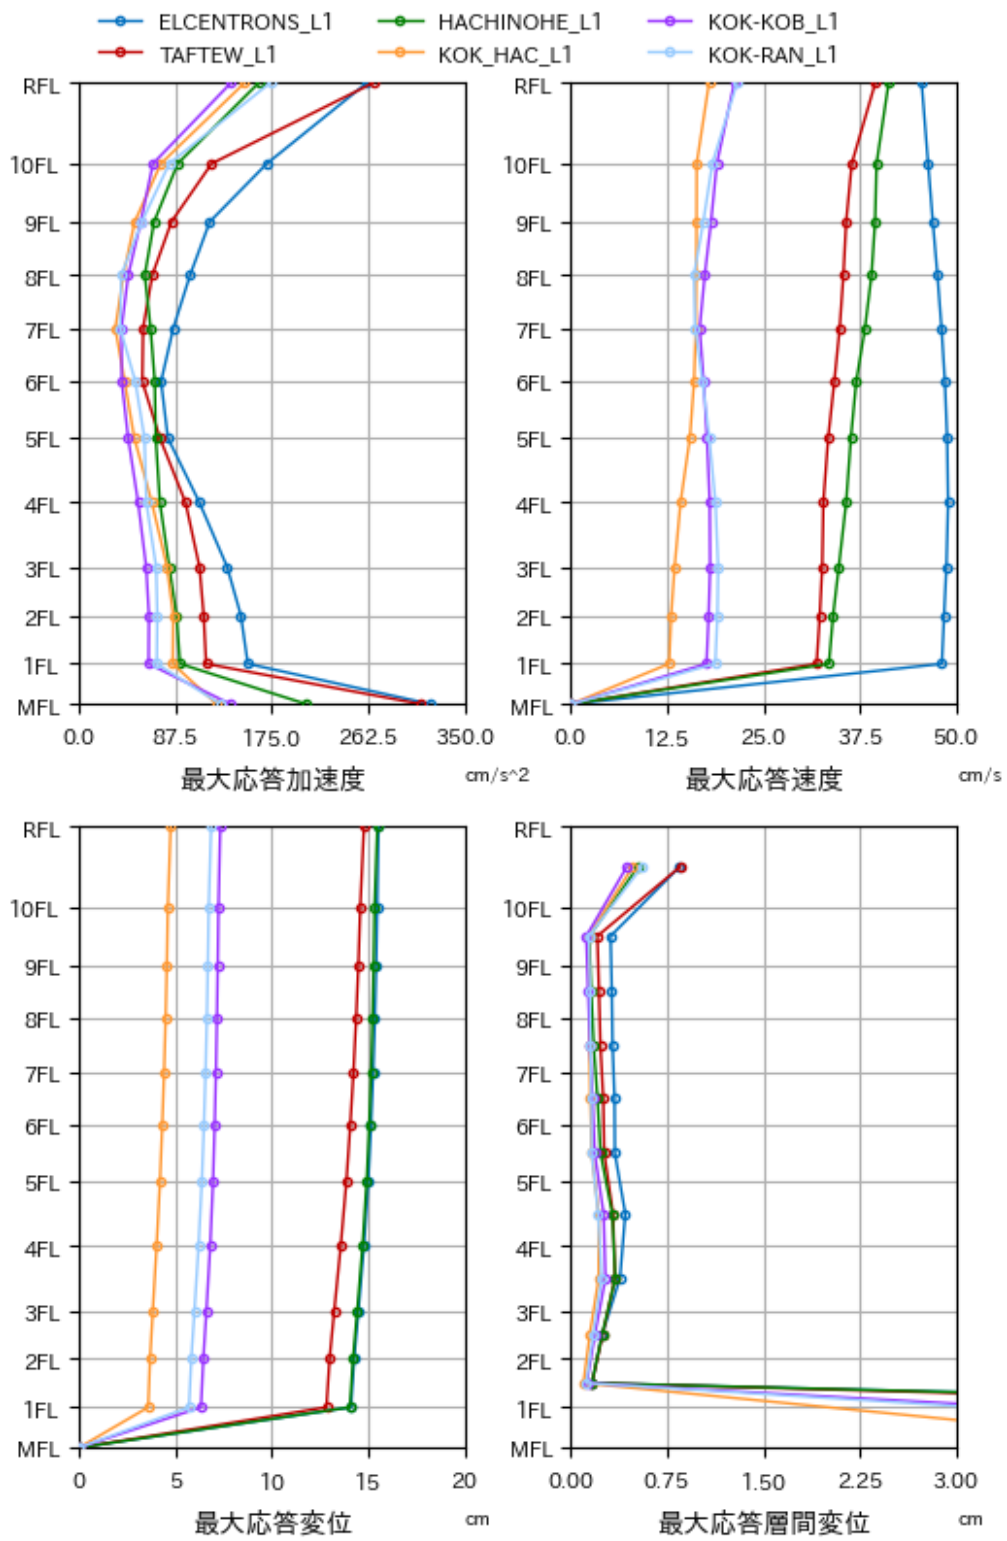 ELCENTRONS_L1 HACHINOHE_L1 KOK-KOB_L1
TAFTEW_L1 KOK_HAC_L1 KOK-RAN_L1
RFL RFL
10FL 10FL
9FL 9FL
8FL 8FL
7FL 7FL
6FL 6FL
5FL 5FL
4FL 4FL
3FL 3FL
2FL 2FL
1FL 1FL
MFL MFL
0.0 87.5 175.0 262.5 350.0 0.0 12.5 25.0 37.5 50.0
最大応答加速度 cm/s^2 最大応答速度 cm/s
RFL RFL
10FL 10FL
9FL 9FL
8FL 8FL
7FL 7FL
6FL 6FL
5FL 5FL
4FL 4FL
3FL 3FL
2FL 2FL
1FL 1FL
MFL MFL
0 5 10 15 20 0.00 0.75 1.50 2.25 3.00
最大応答変位 cm 最大応答層間変位 cm